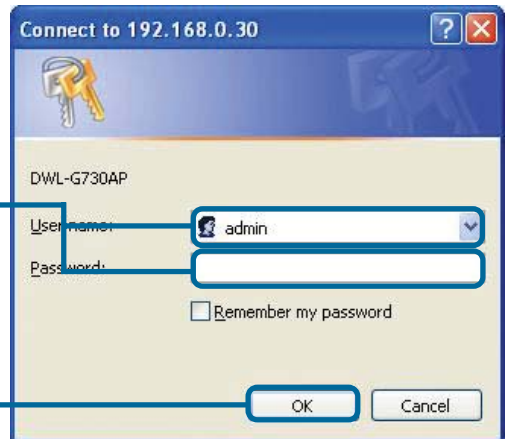 Connect to 192.168.0.30
DWL-G730AP
User name:
admin
Password:
Remember my password
OK
Cancel